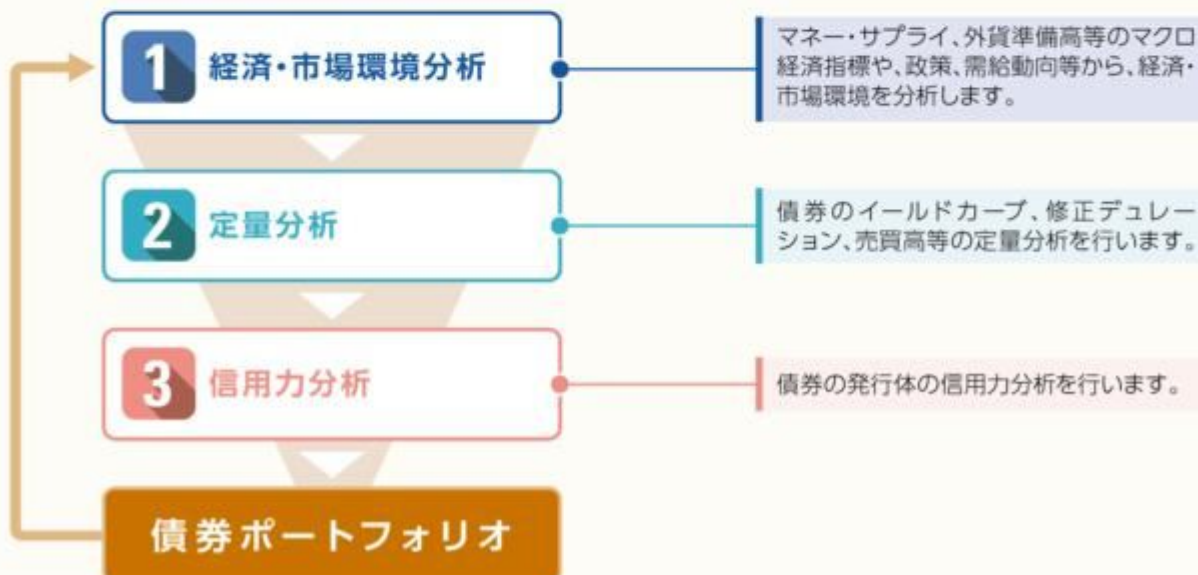 1 経済・市場環境分析
マネー・サプライ、外貨準備高等のマクロ
経済指標や、政策、需給動向等から、経済・
市場環境を分析します。
2 定量分析
債券のイールドカーブ、修正デュレー
ション、売買高等の定量分析を行います。
3 信用力分析
債券の発行体の信用力分析を行います。
債券ポートフォリオ